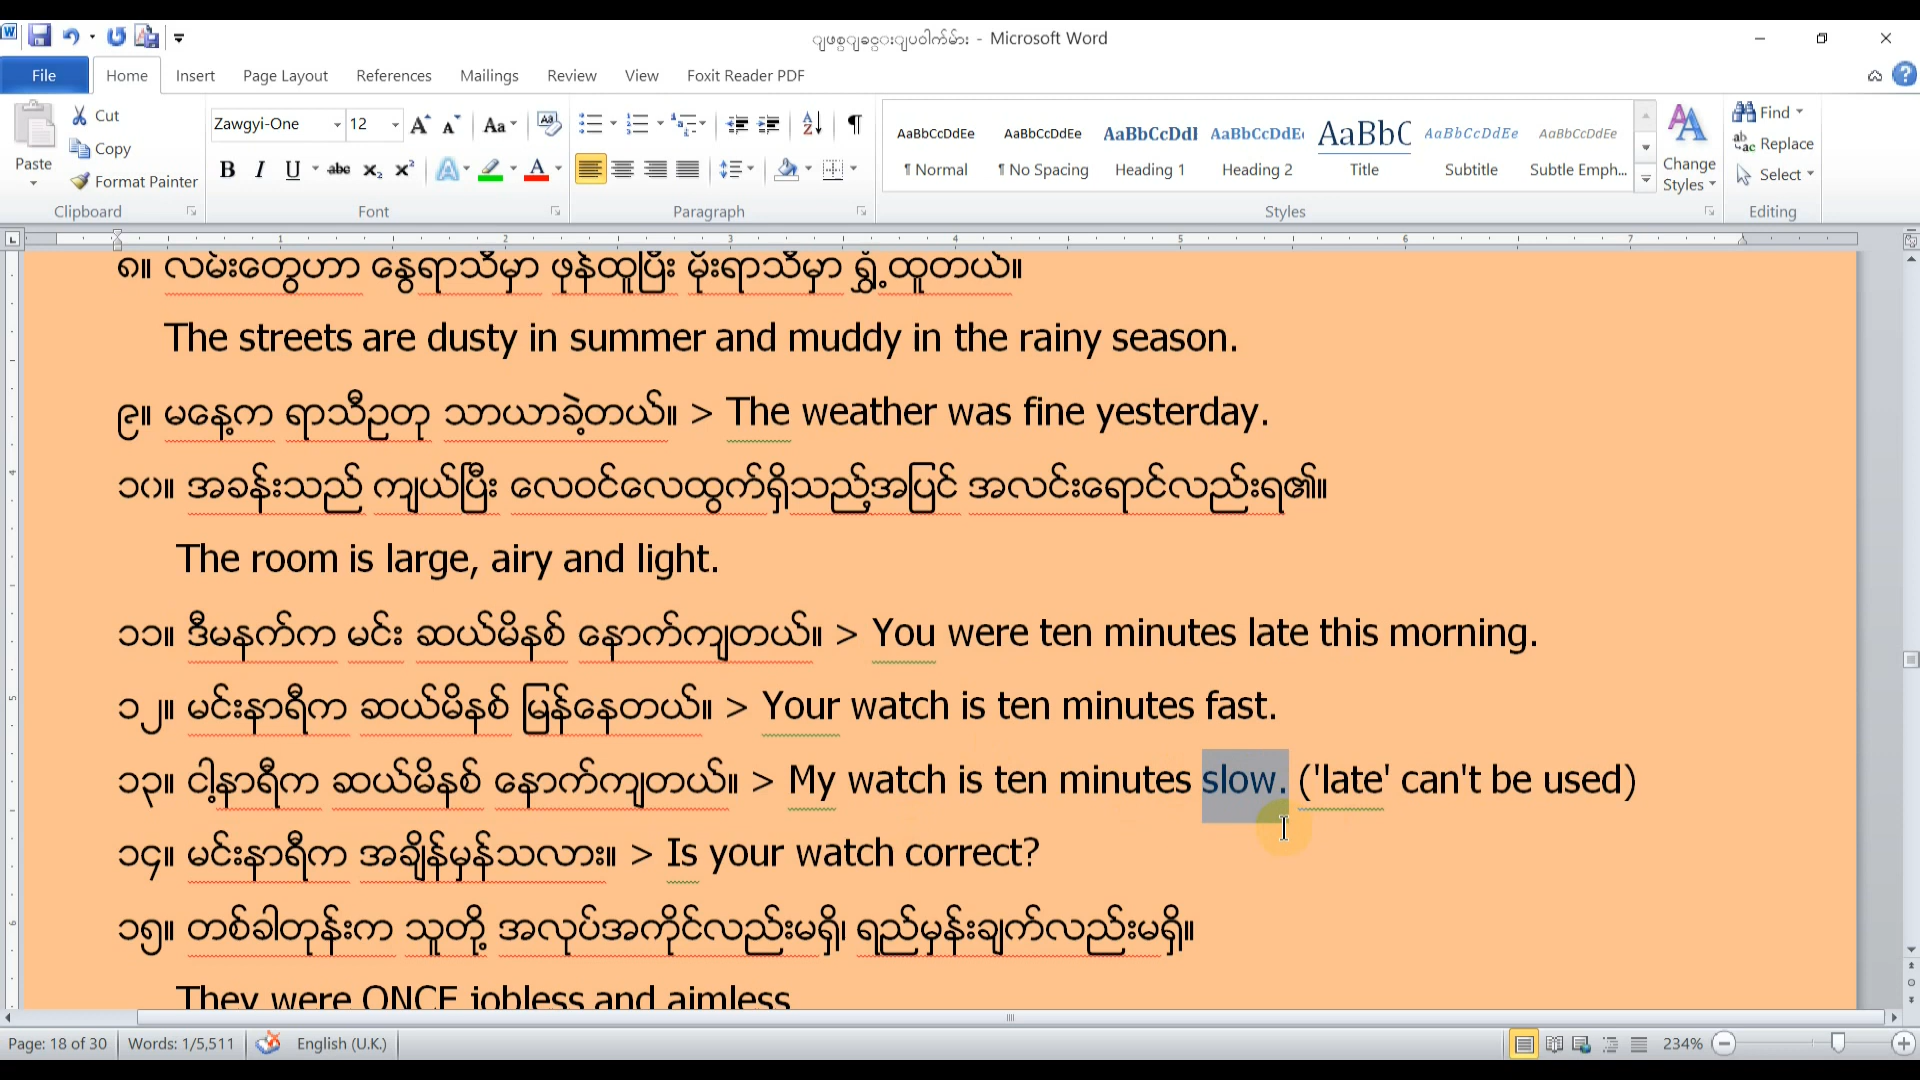 ျဖစ္ျခင္းျပဝါက်မ်ား - Microsoft Word
File Home Insert Page Layout References Mailings Review View Foxit Reader PDF
Paste
Cut
Copy
Format Painter
Clipboard
Zawgyi-One 12
Font
Paragraph
AaBbCcDdEe AaBbCcDdEe AaBbCcDdI AaBbCcDdE AaBbC AaBbCcDdEe AaBbCcDdEe
¶ Normal ¶ No Spacing Heading 1 Heading 2 Title Subtitle Subtle Emph...
Change Styles
Styles
Find
Replace
Select
Editing
1 2 3 4 5 6 7
၈။ လမ်းတွေဟာ နွေရာသီမှာ ဖုန်ထူပြီး မိုးရာသီမှာ ရွှံ့ထူတယ်။
The streets are dusty in summer and muddy in the rainy season.
၉။ မနေ့က ရာသီဥတု သာယာခဲ့တယ်။ > The weather was fine yesterday.
၁၀။ အခန်းသည် ကျယ်ပြီး လေဝင်လေထွက်ရှိသည့်အပြင် အလင်းရောင်လည်းရ၏။
The room is large, airy and light.
၁၁။ ဒီမနက်က မင်း ဆယ်မိနစ် နောက်ကျတယ်။ > You were ten minutes late this morning.
၁၂။ မင်းနာရီက ဆယ်မိနစ် မြန်နေတယ်။ > Your watch is ten minutes fast.
၁၃။ ငါ့နာရီက ဆယ်မိနစ် နောက်ကျတယ်။ > My watch is ten minutes slow. ('late' can't be used)
၁၄။ မင်းနာရီက အချိန်မှန်သလား။ > Is your watch correct?
၁၅။ တစ်ခါတုန်းက သူတို့ အလုပ်အကိုင်လည်းမရှိ၊ ရည်မှန်းချက်လည်းမရှိ။
They were ONCE jobless and aimless
Page: 18 of 30 Words: 1/5,511 English (U.K.) 234%